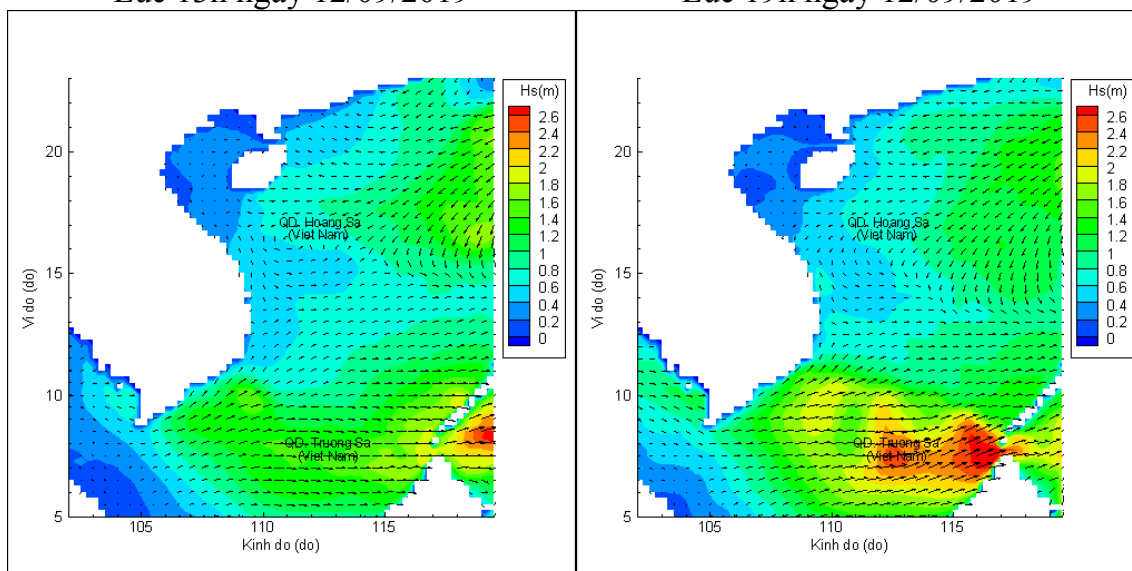 Lúc 13h ngày 12/09/2019
Hs(m)
2.6
2.4
2.2
2
1.8
1.6
1.4
1.2
1
0.8
0.6
0.4
0.2
0
20
15
10
5
Vi do (do)
QD. Hoang Sa
(Viet Nam)
QD. Truong Sa
(Viet Nam)
105
110
115
Kinh do (do)
Lúc 19h ngày 12/09/2019
Hs(m)
2.6
2.4
2.2
2
1.8
1.6
1.4
1.2
1
0.8
0.6
0.4
0.2
0
20
15
10
5
Vi do (do)
QD. Hoang Sa
(Viet Nam)
QD. Truong Sa
(Viet Nam)
105
110
115
Kinh do (do)